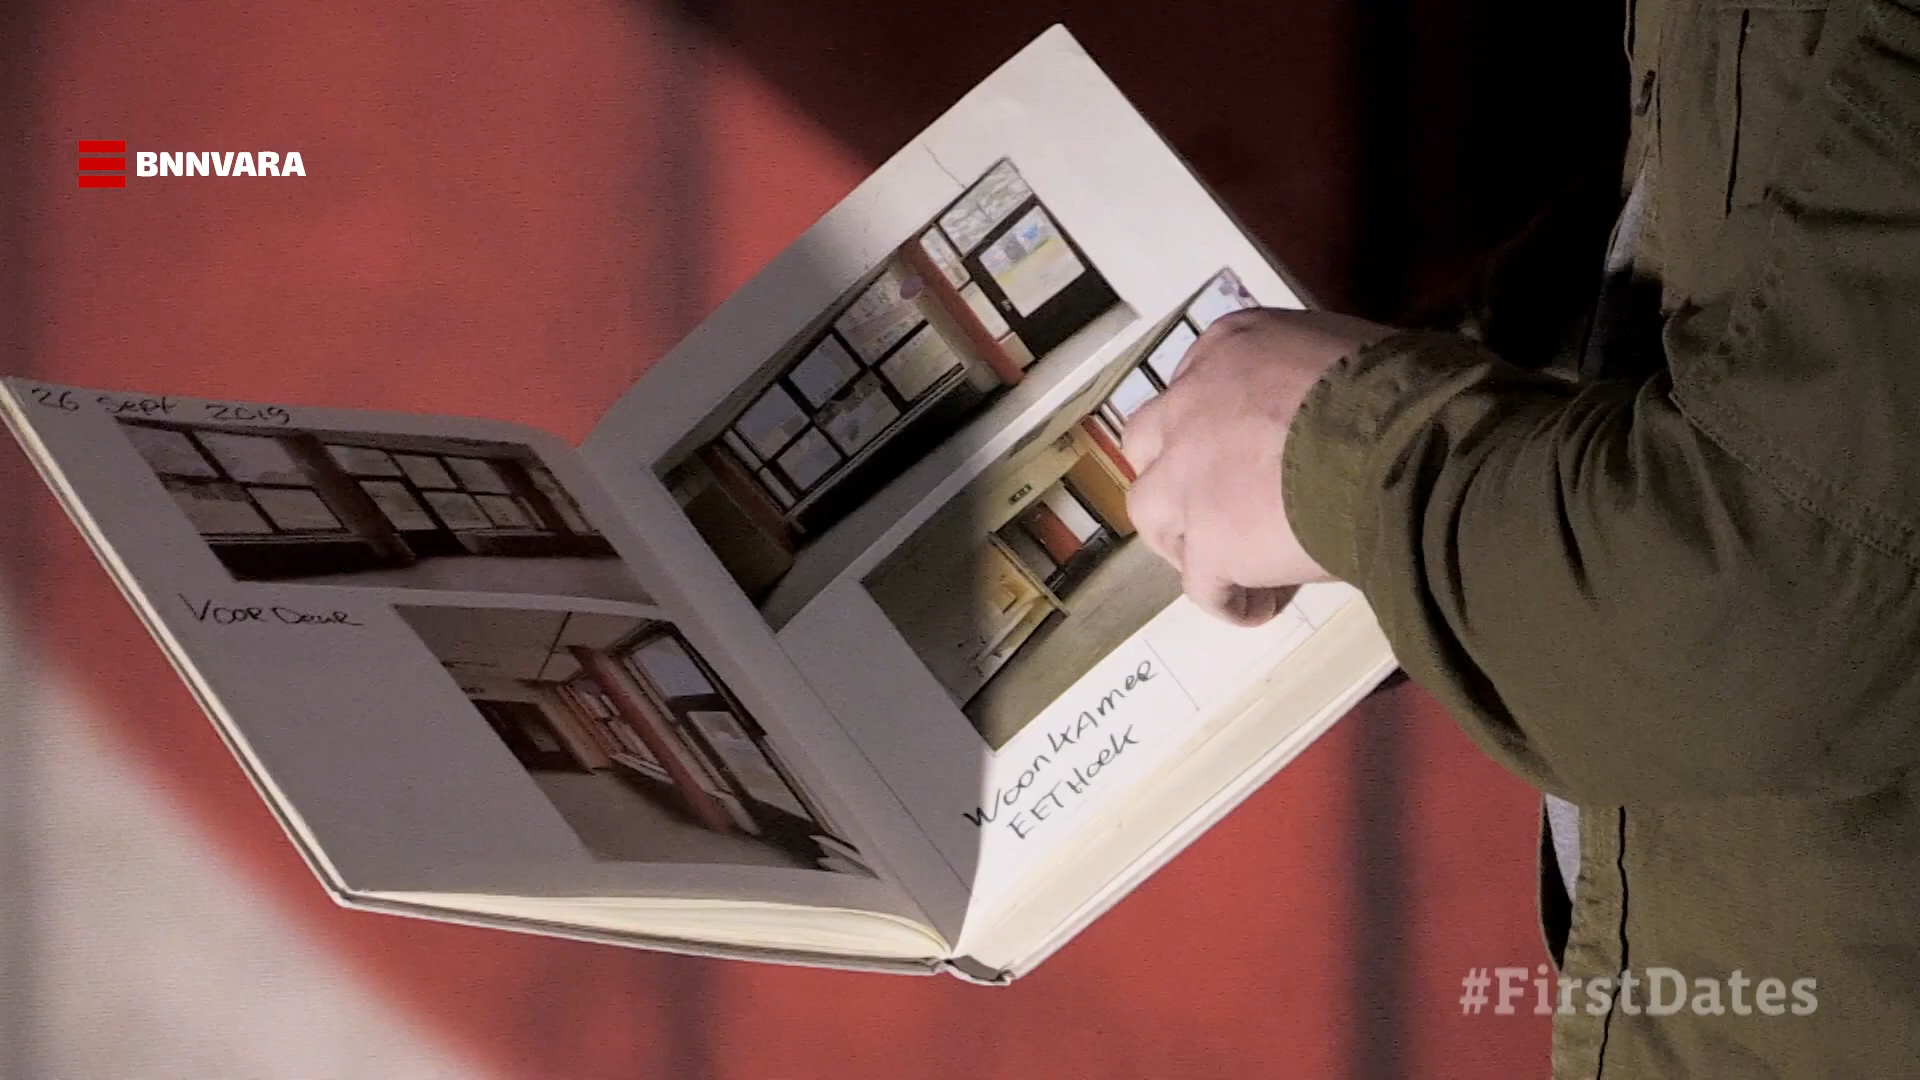 BNNVARA
26 Sept 2019
VOORDeuR
WoonkAmeR
EETHoek
#FirstDates